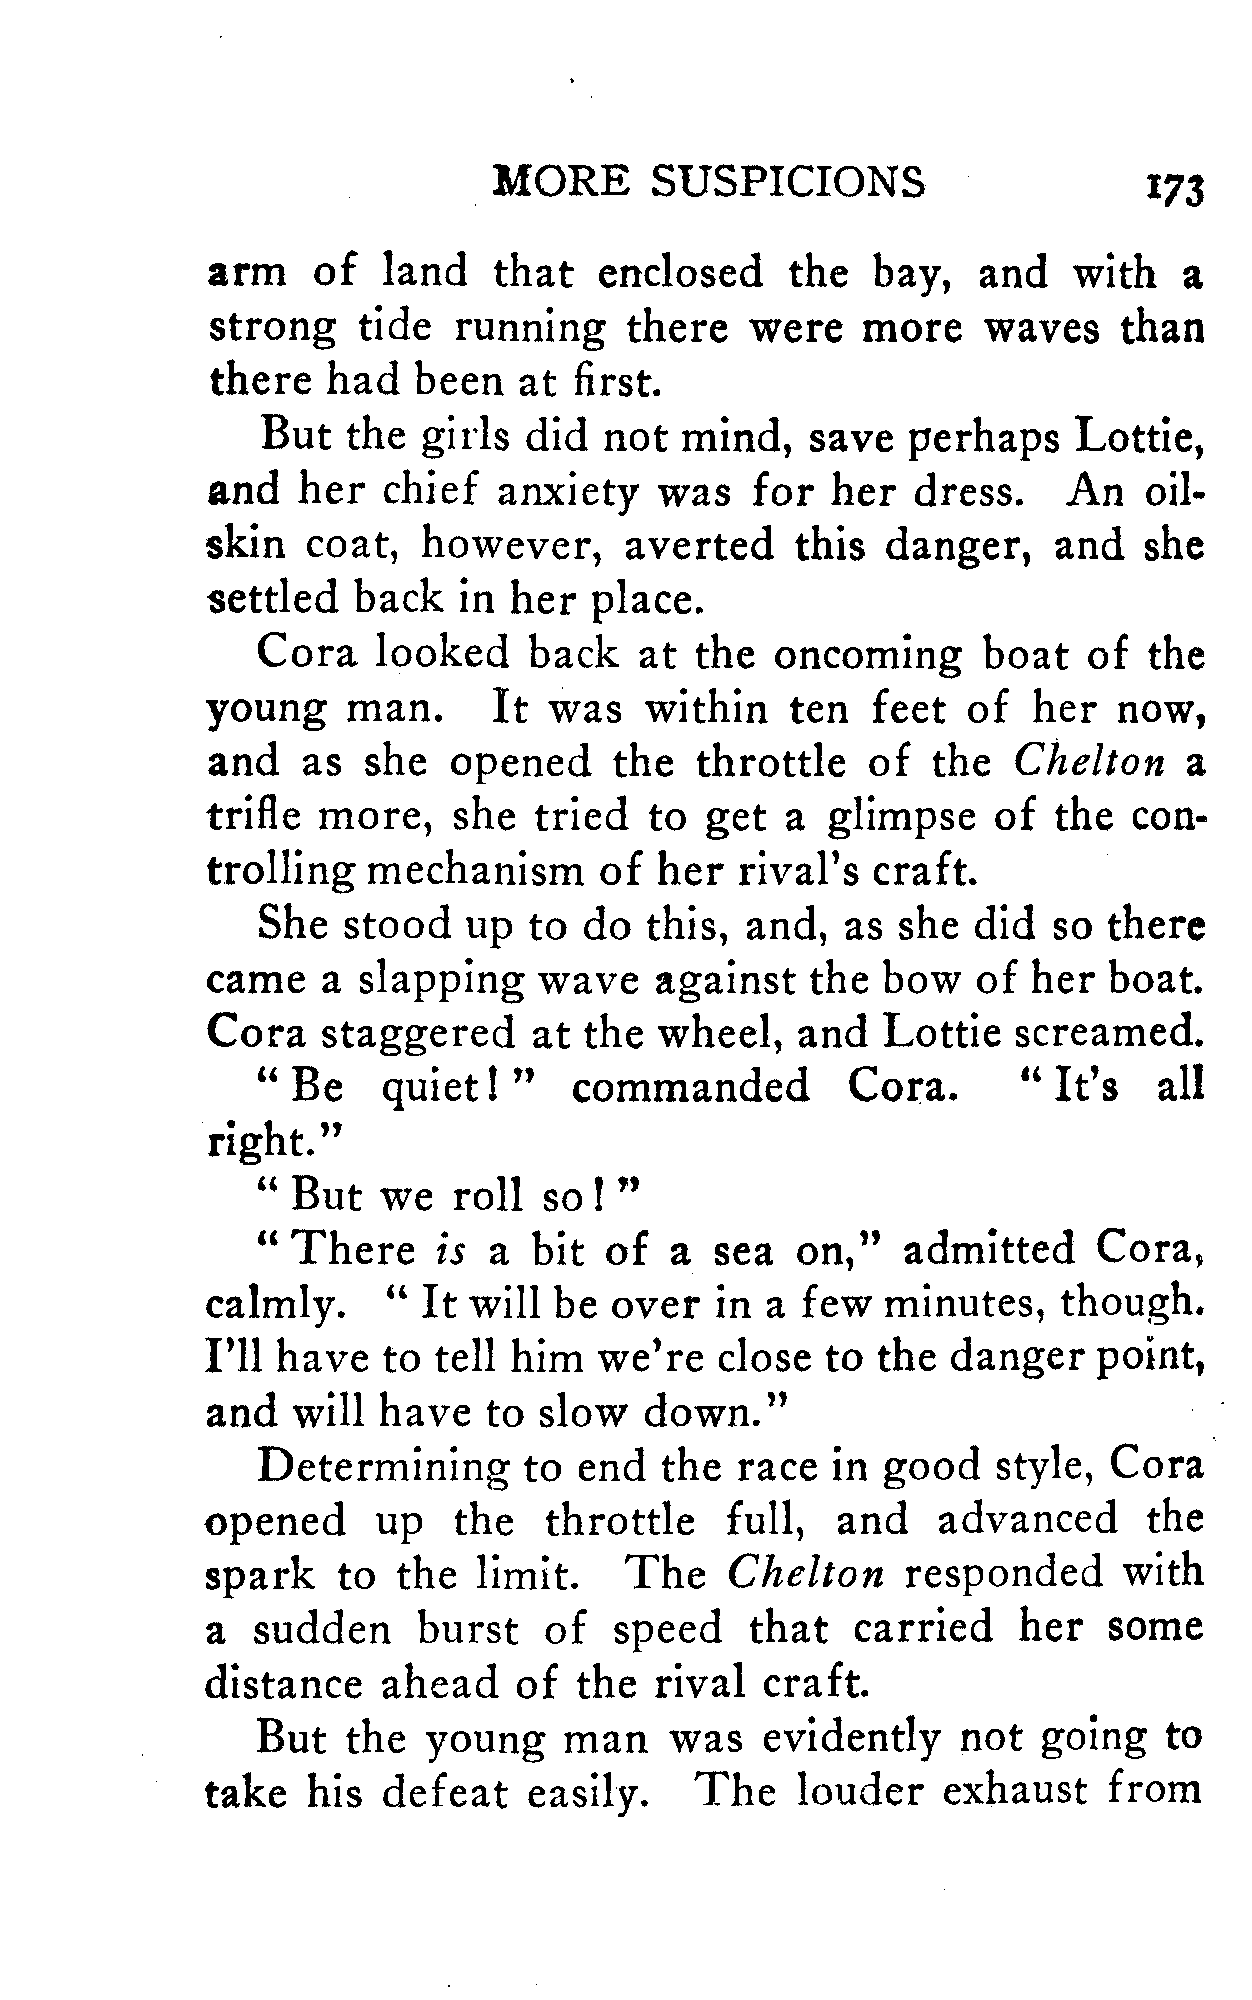 MORE SUSPICIONS 173
arm of land that enclosed the bay, and with a
strong tide running there were more waves than
there had been at first.
But the girls did not mind, save perhaps Lottie,
and her chief anxiety was for her dress. An oil-
skin coat, however, averted this danger, and she
settled back in her place.
Cora looked back at the oncoming boat of the
young man. It was within ten feet of her now,
and as she opened the throttle of the Chelton a
trifle more, she tried to get a glimpse of the con-
trolling mechanism of her rival's craft.
She stood up to do this, and, as she did so there
came a slapping wave against the bow of her boat.
Cora staggered at the wheel, and Lottie screamed.
" Be quiet! " commanded Cora. " It's all
right."
" But we roll so! "
" There is a bit of a sea on," admitted Cora,
calmly. " It will be over in a few minutes, though.
I'll have to tell him we're close to the danger point,
and will have to slow down."
Determining to end the race in good style, Cora
opened up the throttle full, and advanced the
spark to the limit. The Chelton responded with
a sudden burst of speed that carried her some
distance ahead of the rival craft.
But the young man was evidently not going to
take his defeat easily. The louder exhaust from